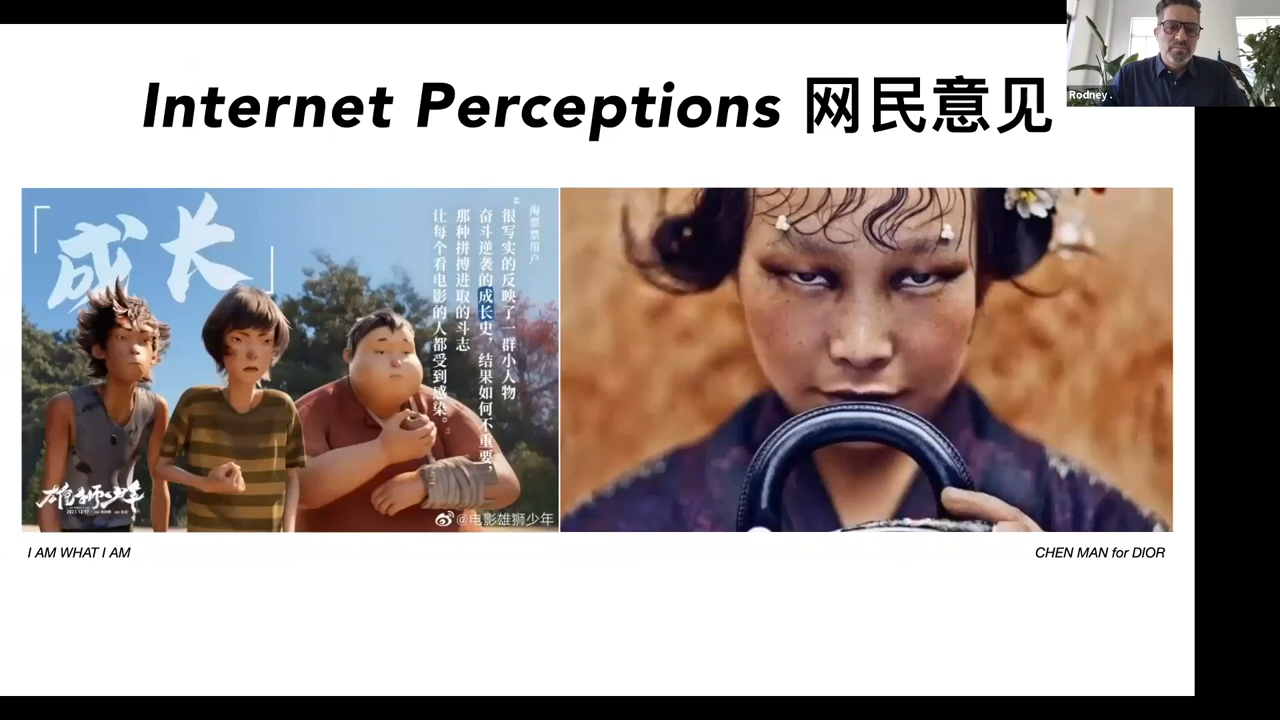 Internet Perceptions 网民意见
Rodney .
「成长」
淘票票用户
“很写实的反映了一群小人物
奋斗逆袭的成长史，结果如何不重要，
那种拼搏进取的斗志
让每个看电影的人都受到感染。”
雄狮少年
@电影雄狮少年
I AM WHAT I AM
CHEN MAN for DIOR